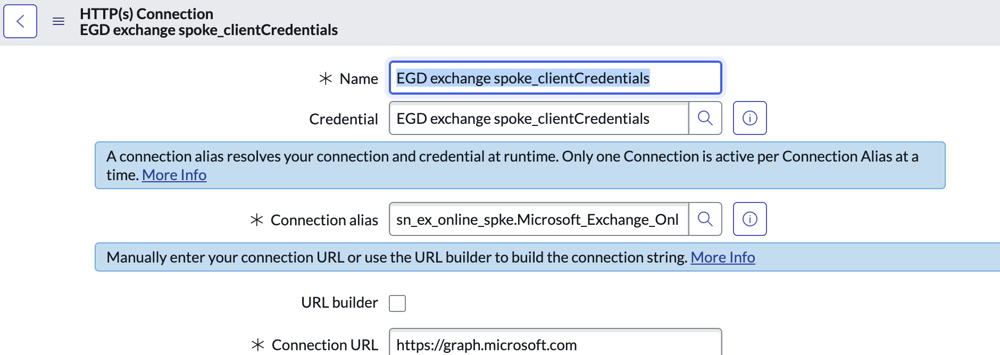 HTTP(s) Connection
EGD exchange spoke_clientCredentials
Name
EGD exchange spoke_clientCredentials
Credential
EGD exchange spoke_clientCredentials
A connection alias resolves your connection and credential at runtime. Only one Connection is active per Connection Alias at a
time. More Info
Connection alias
sn_ex_online_spke.Microsoft_Exchange_Onl
Manually enter your connection URL or use the URL builder to build the connection string. More Info
URL builder
Connection URL
https://graph.microsoft.com